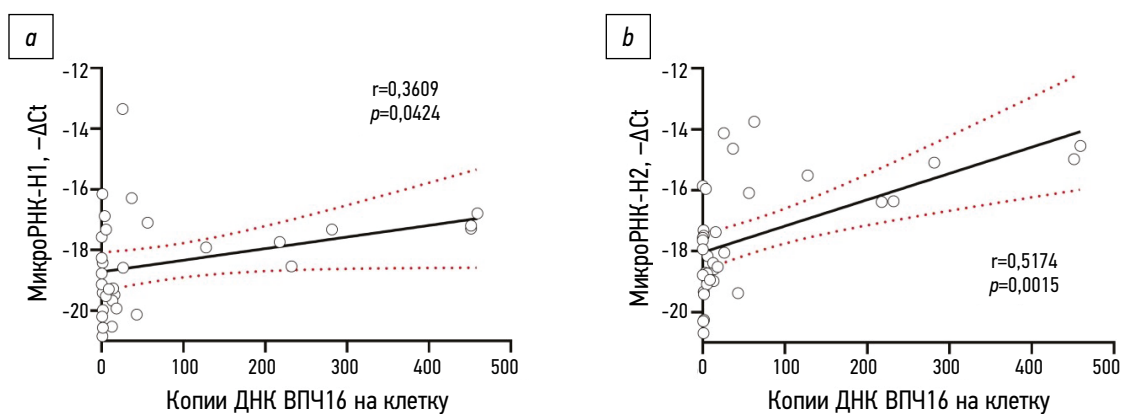 a
–12
–14
–16
–18
–20
МикроРНК-H1, –ΔCt
r=0,3609
p=0,0424
0 100 200 300 400 500
Копии ДНК ВПЧ16 на клетку
b
–12
–14
–16
–18
–20
МикроРНК-H2, –ΔCt
r=0,5174
p=0,0015
0 100 200 300 400 500
Копии ДНК ВПЧ16 на клетку